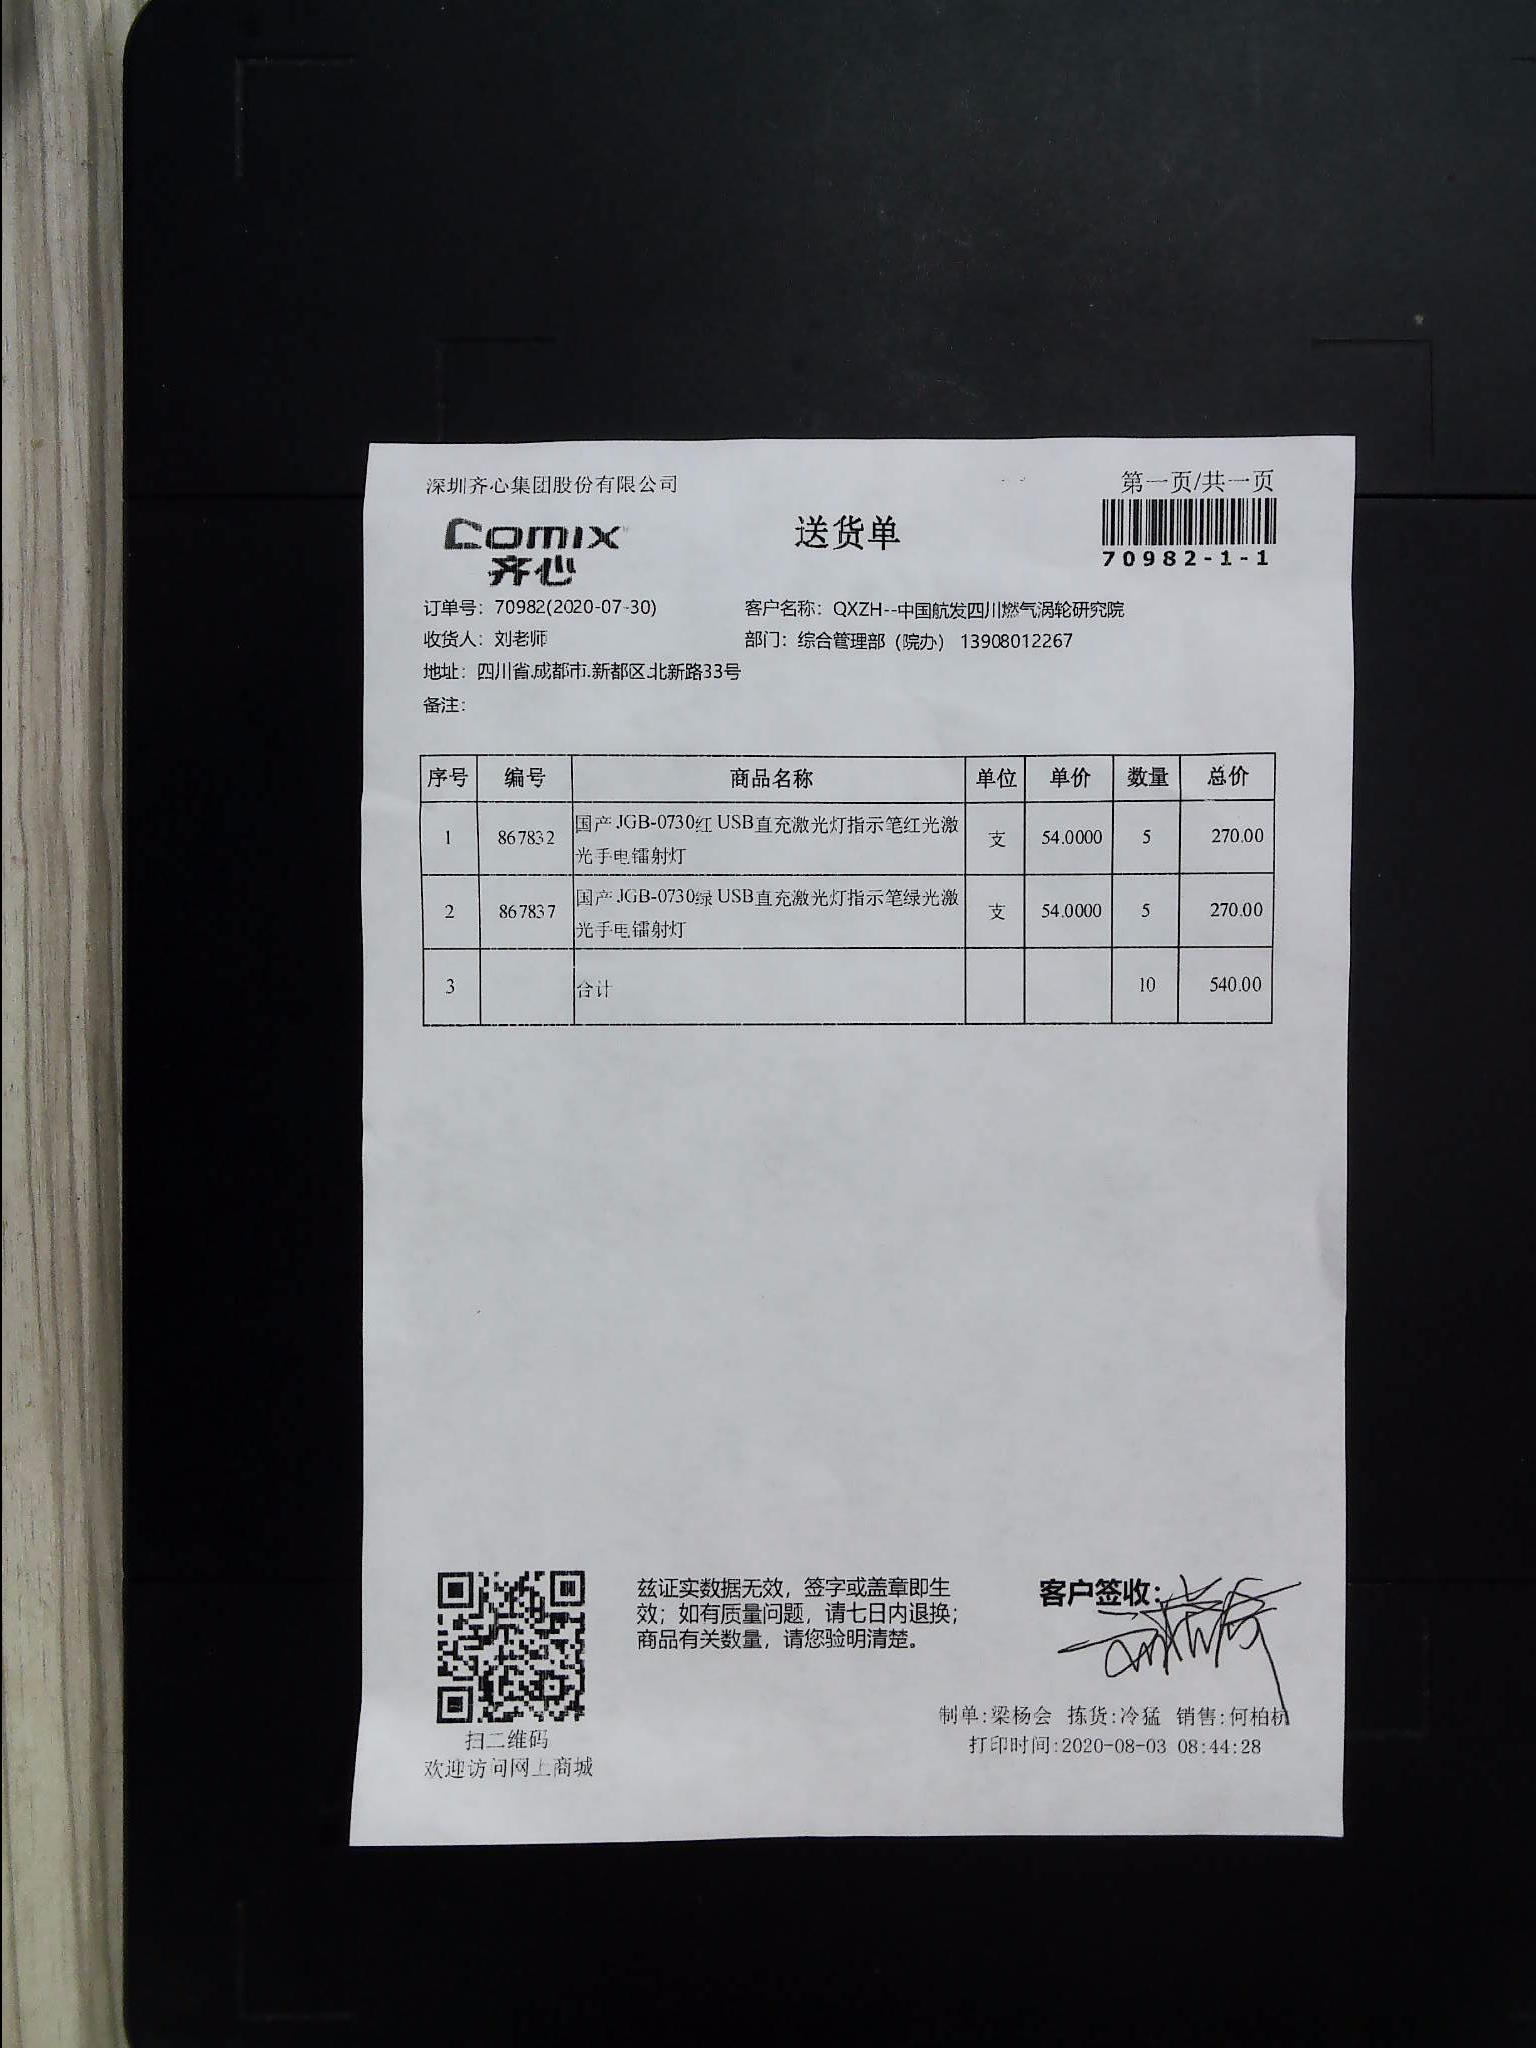 深圳齐心集团股份有限公司
第一页/共一页
comix
齐心
送货单
70982-1-1
订单号：70982(2020-07-30) 客户名称：QXZH--中国航发四川燃气涡轮研究院
收货人：刘老师 部门：综合管理部（院办） 13908012267
地址：四川省.成都市.新都区.北新路33号
备注：
序号 编号 商品名称 单位 单价 数量 总价
1 867832 国产 JGB-0730红 USB直充激光灯指示笔红光激 支 54.0000 5 270.00
光手电镭射灯
2 867837 国产 JGB-0730绿 USB直充激光灯指示笔绿光激 支 54.0000 5 270.00
光手电镭射灯
3 合计 10 540.00
兹证实数据无效，签字或盖章即生
效；如有质量问题，请七日内退换；
商品有关数量，请您验明清楚。
客户签收：
制单:梁杨会 拣货:冷猛 销售:何柏杭
打印时间:2020-08-03 08:44:28
扫二维码
欢迎访问网上商城